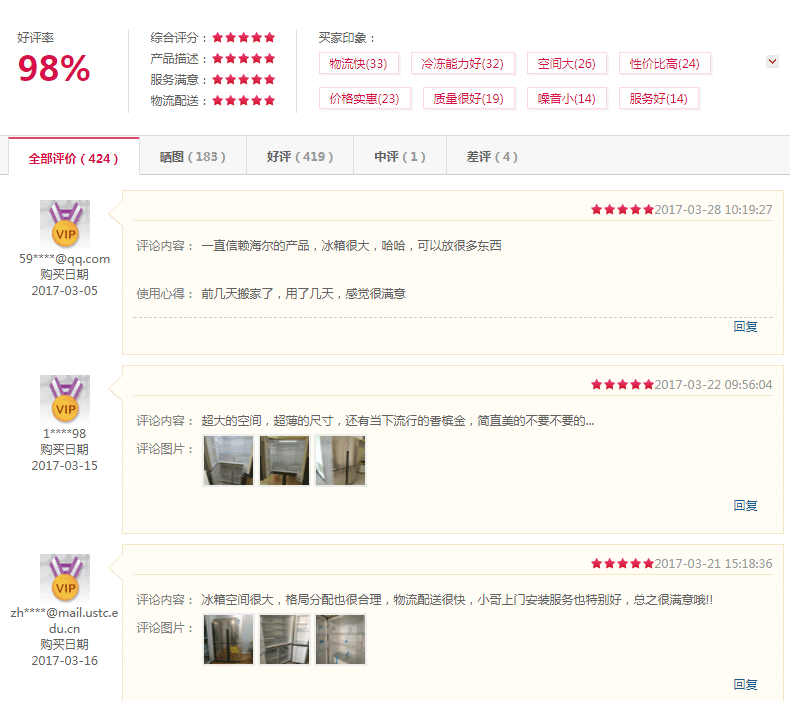 好评率
98%
综合评分：
产品描述：
服务满意：
物流配送：
买家印象：
物流快(33) 冷冻能力好(32) 空间大(26) 性价比高(24)
价格实惠(23) 质量很好(19) 噪音小(14) 服务好(14)
全部评价（424） 晒图（183） 好评（419） 中评（1） 差评（4）
VIP
59****@qq.com
购买日期
2017-03-05
2017-03-28 10:19:27
评论内容： 一直信赖海尔的产品，冰箱很大，哈哈，可以放很多东西
使用心得： 前几天搬家了，用了几天，感觉很满意
回复
VIP
1****98
购买日期
2017-03-15
2017-03-22 09:56:04
评论内容： 超大的空间，超薄的尺寸，还有当下流行的香槟金，简直美的不要不要的...
评论图片：
回复
VIP
zh****@mail.ustc.e
du.cn
购买日期
2017-03-16
2017-03-21 15:18:36
评论内容： 冰箱空间很大，格局分配也很合理，物流配送很快，小哥上门安装服务也特别好，总之很满意哦!!
评论图片：
回复